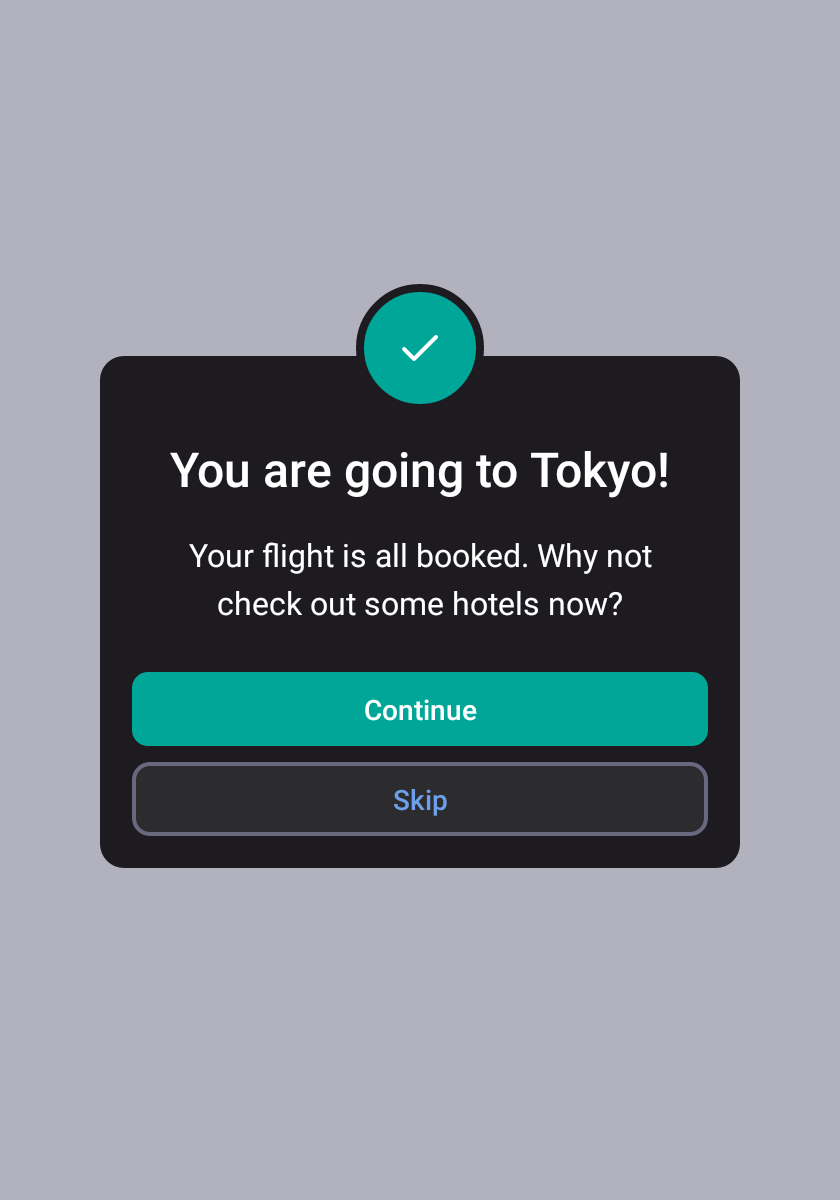 You are going to Tokyo!
Your flight is all booked. Why not
check out some hotels now?
Continue
Skip